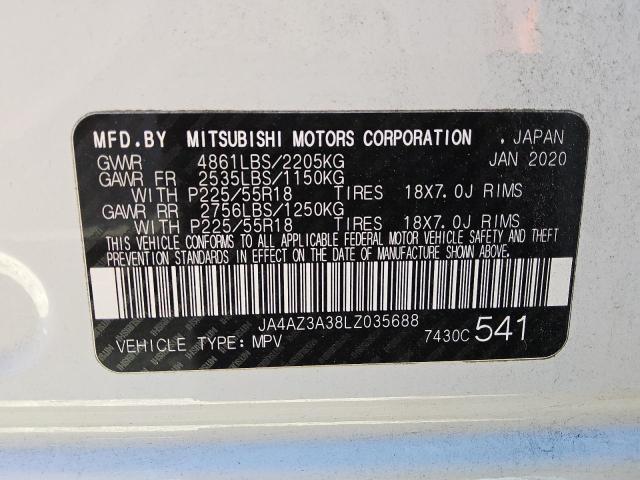 MFD.BY MITSUBISHI MOTORS CORPORATION . JAPAN
GVWR 4861LBS/2205KG JAN 2020
GAWR FR 2535LBS/1150KG
WITH P225/55R18 TIRES 18X7.0J RIMS
GAWR RR 2756LBS/1250KG
WITH P225/55R18 TIRES 18X7.0J RIMS
THIS VEHICLE CONFORMS TO ALL APPLICABLE FEDERAL MOTOR VEHICLE SAFETY AND THEFT
PREVENTION STANDARDS IN EFFECT ON THE DATE OF MANUFACTURE SHOWN ABOVE.
JA4AZ3A38LZ035688
VEHICLE TYPE: MPV 7430C 541